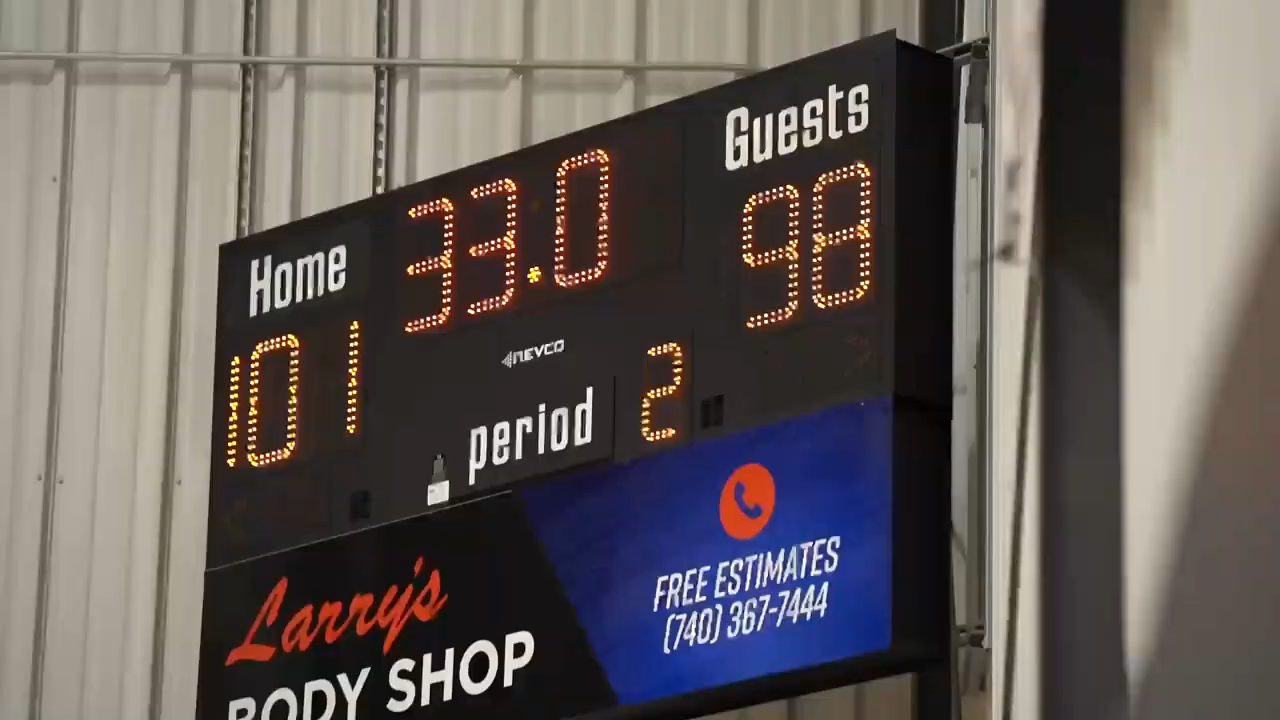 Guests
33.0
98
Home
101
NEVCO
period
2
FREE ESTIMATES
(740) 367-7444
Larry's
BODY SHOP